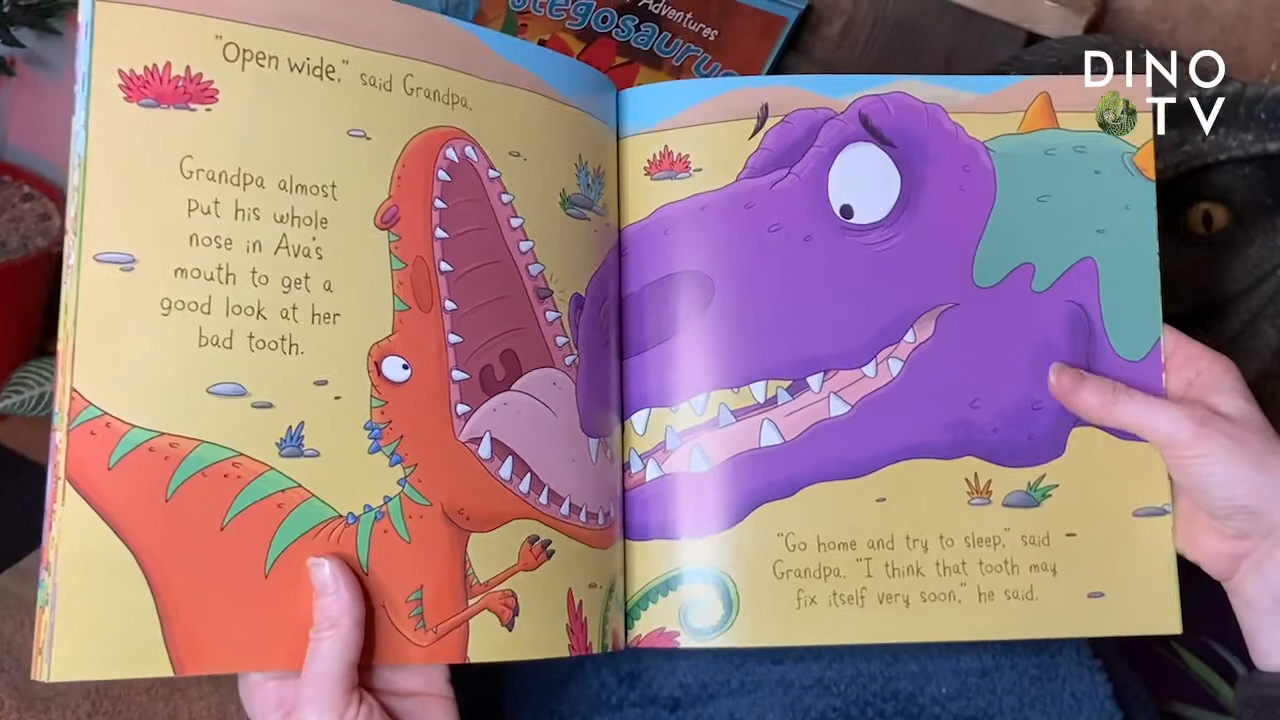 Adventures
Stegosaurus
DINO
TV
"Open wide," said Grandpa.
Grandpa almost
put his whole
nose in Ava's
mouth to get a
good look at her
bad tooth.
"Go home and try to sleep," said
Grandpa. "I think that tooth may
fix itself very soon," he said.